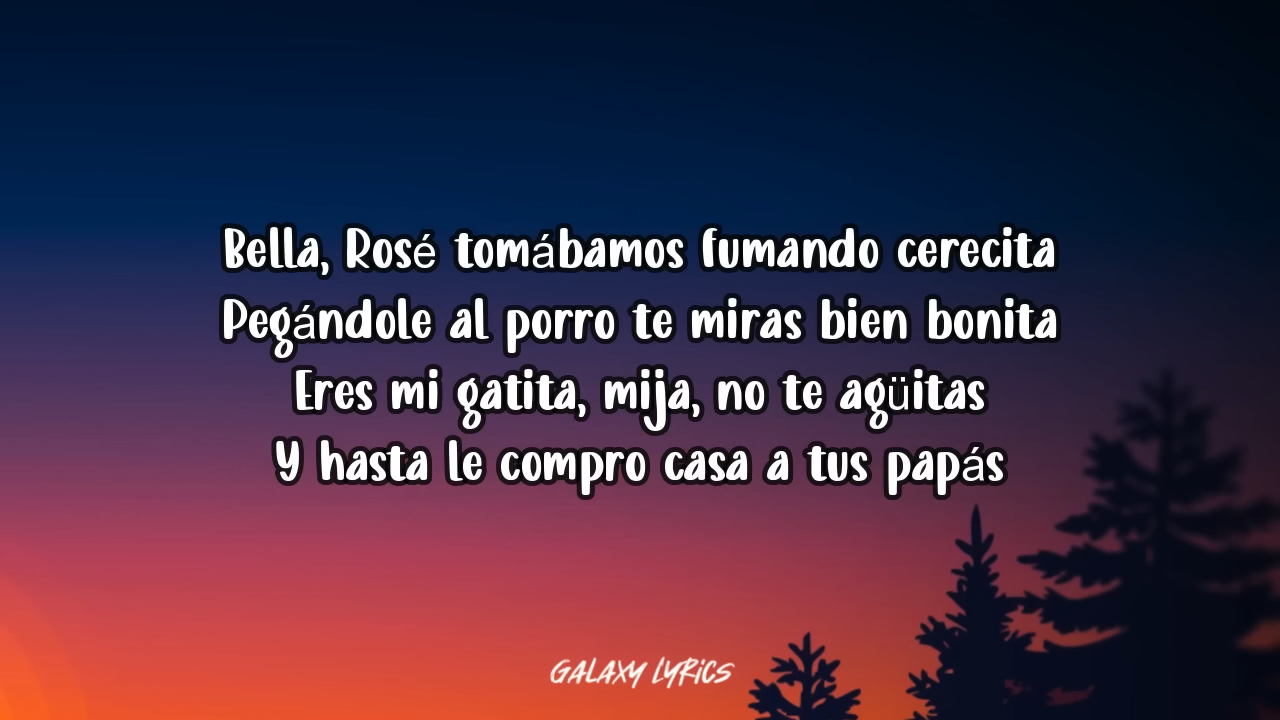 Bella, Rosé tomábamos fumando cerecita
Pegándole al porro te miras bien bonita
Eres mi gatita, mija, no te agüitas
Y hasta le compro casa a tus papás
GALAXY LYRICS